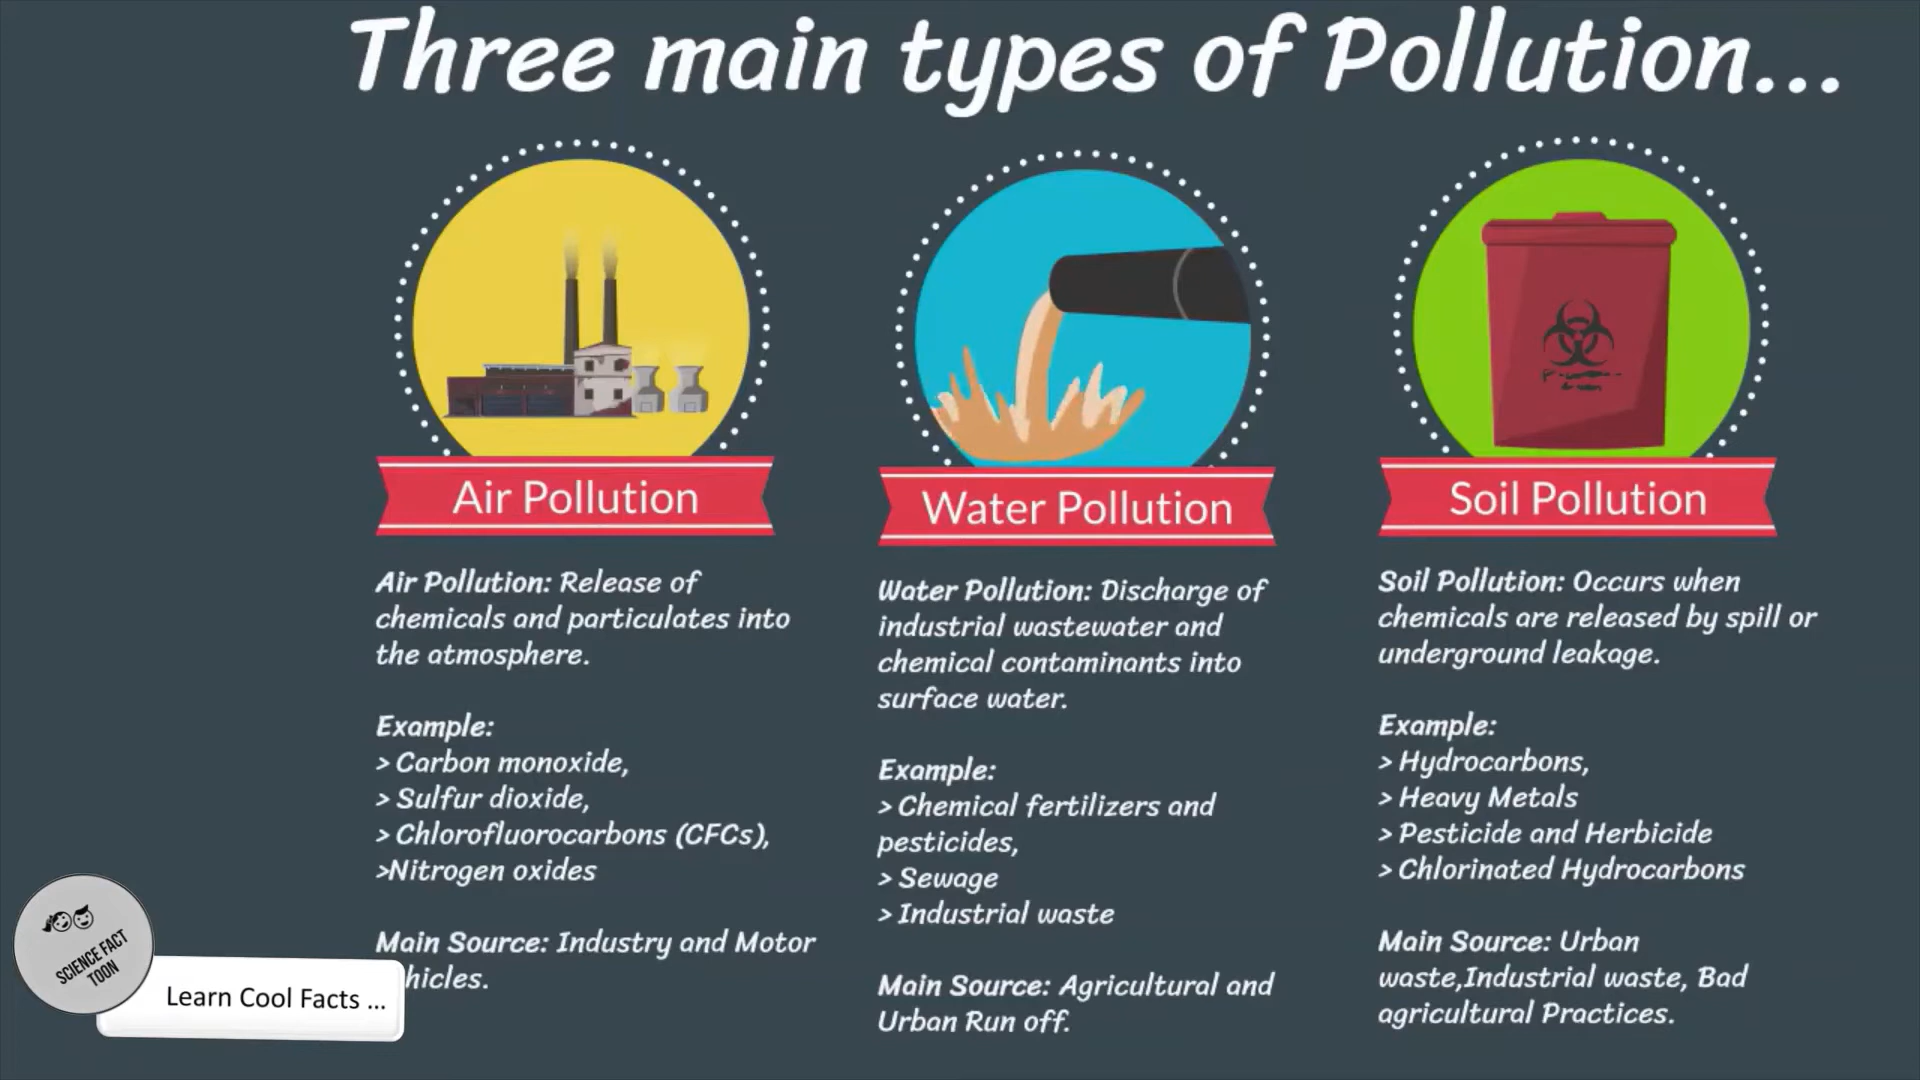 Three main types of Pollution...
Air Pollution
Air Pollution: Release of
chemicals and particulates into
the atmosphere.
Example:
> Carbon monoxide,
> Sulfur dioxide,
> Chlorofluorocarbons (CFCs),
>Nitrogen oxides
Main Source: Industry and Motor
hicles.
Water Pollution
Water Pollution: Discharge of
industrial wastewater and
chemical contaminants into
surface water.
Example:
> Chemical fertilizers and
pesticides,
> Sewage
> Industrial waste
Main Source: Agricultural and
Urban Run off.
Soil Pollution
Soil Pollution: Occurs when
chemicals are released by spill or
underground leakage.
Example:
> Hydrocarbons,
> Heavy Metals
> Pesticide and Herbicide
> Chlorinated Hydrocarbons
Main Source: Urban
waste,Industrial waste, Bad
agricultural Practices.
SCIENCE FACT
TOON
Learn Cool Facts ...